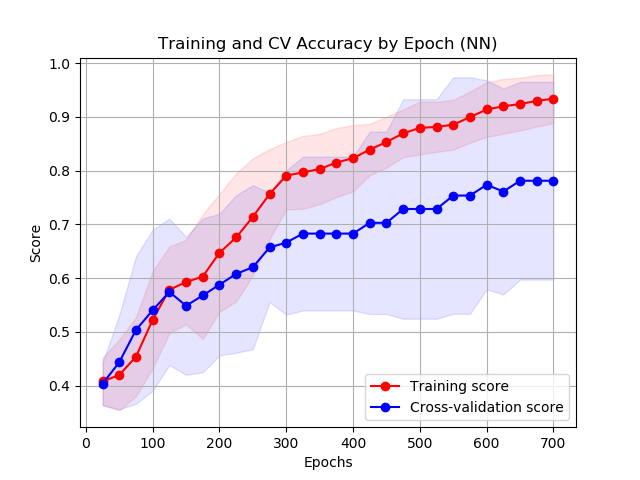 Training and CV Accuracy by Epoch (NN)
1.0
0.9
0.8
0.7
0.6
0.5
0.4
Score
Training score
Cross-validation score
0 100 200 300 400 500 600 700
Epochs